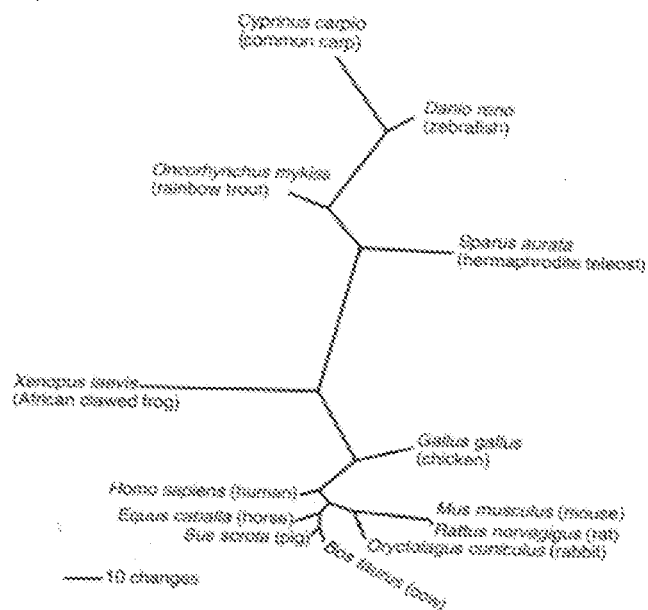 Cyprinus carpio
(common carp)
Danio rerio
(zebrafish)
Oncorhynchus mykiss
(rainbow trout)
Sparus aurata
(hermaphrodite teleost)
Xenopus laevis
(African clawed frog)
Gallus gallus
(chicken)
Homo sapiens (human)
Mus musculus (mouse)
Equus caballa (horse)
Rattus norvegigus (rat)
Sus scrofa (pig)
Oryctolagus cuniculus (rabbit)
Bos taurus (cow)
10 changes